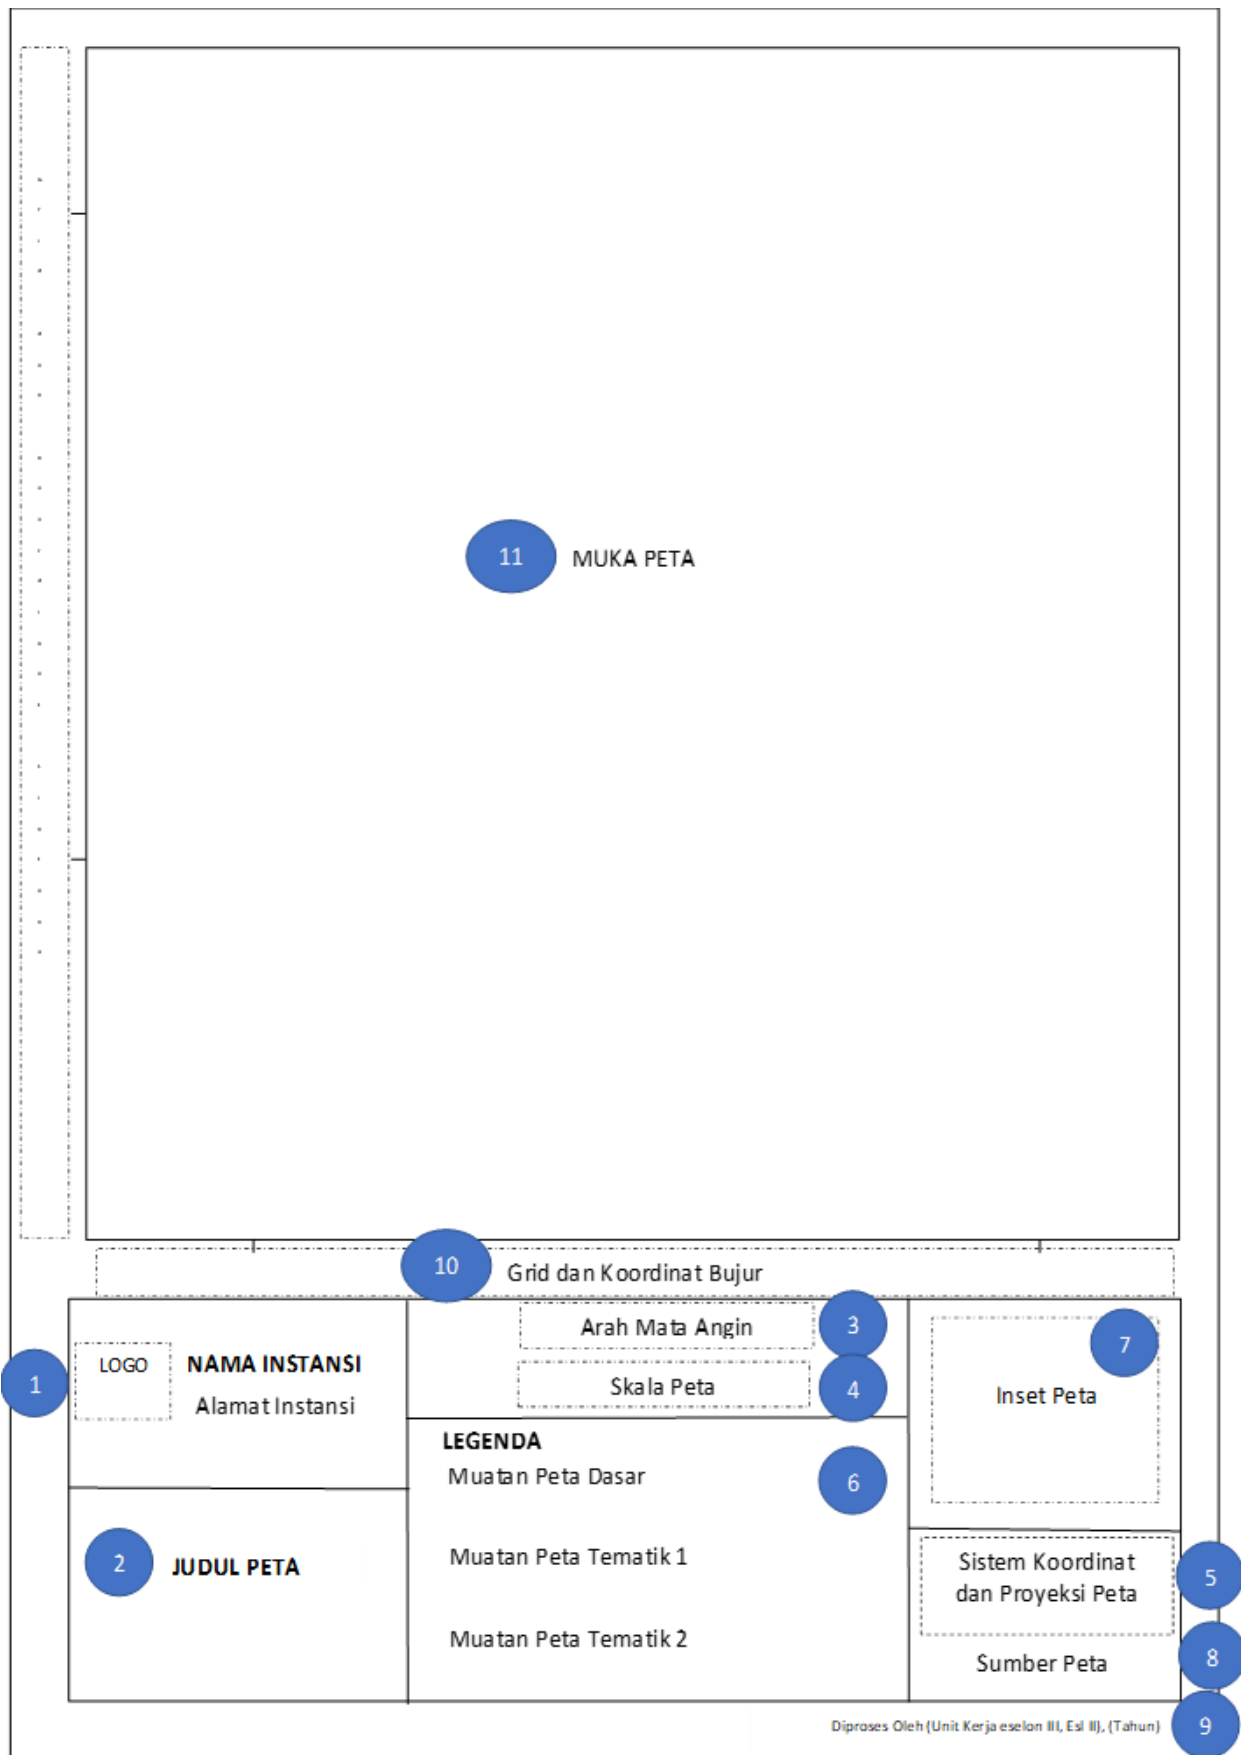 11 MUKA PETA
10 Grid dan Koordinat Bujur
1
LOGO
NAMA INSTANSI
Alamat Instansi
2 JUDUL PETA
Arah Mata Angin 3
Skala Peta 4
LEGENDA
Muatan Peta Dasar
6
Muatan Peta Tematik 1
Muatan Peta Tematik 2
7
Inset Peta
Sistem Koordinat
dan Proyeksi Peta
5
Sumber Peta 8
Diproses Oleh (Unit Kerja eselon III, Esl II), (Tahun) 9